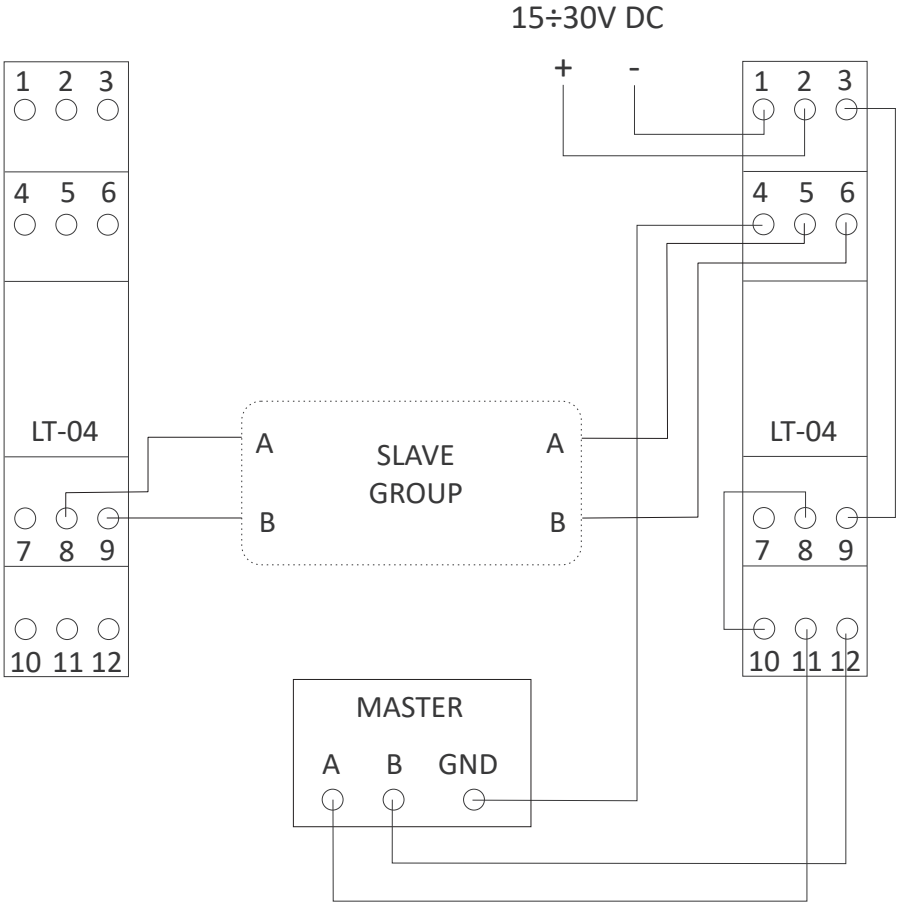 15÷30V DC
+ -
1 2 3
4 5 6
LT-04
7 8 9
10 11 12
A
B
SLAVE
GROUP
A
B
1 2 3
4 5 6
LT-04
7 8 9
10 11 12
MASTER
A B GND